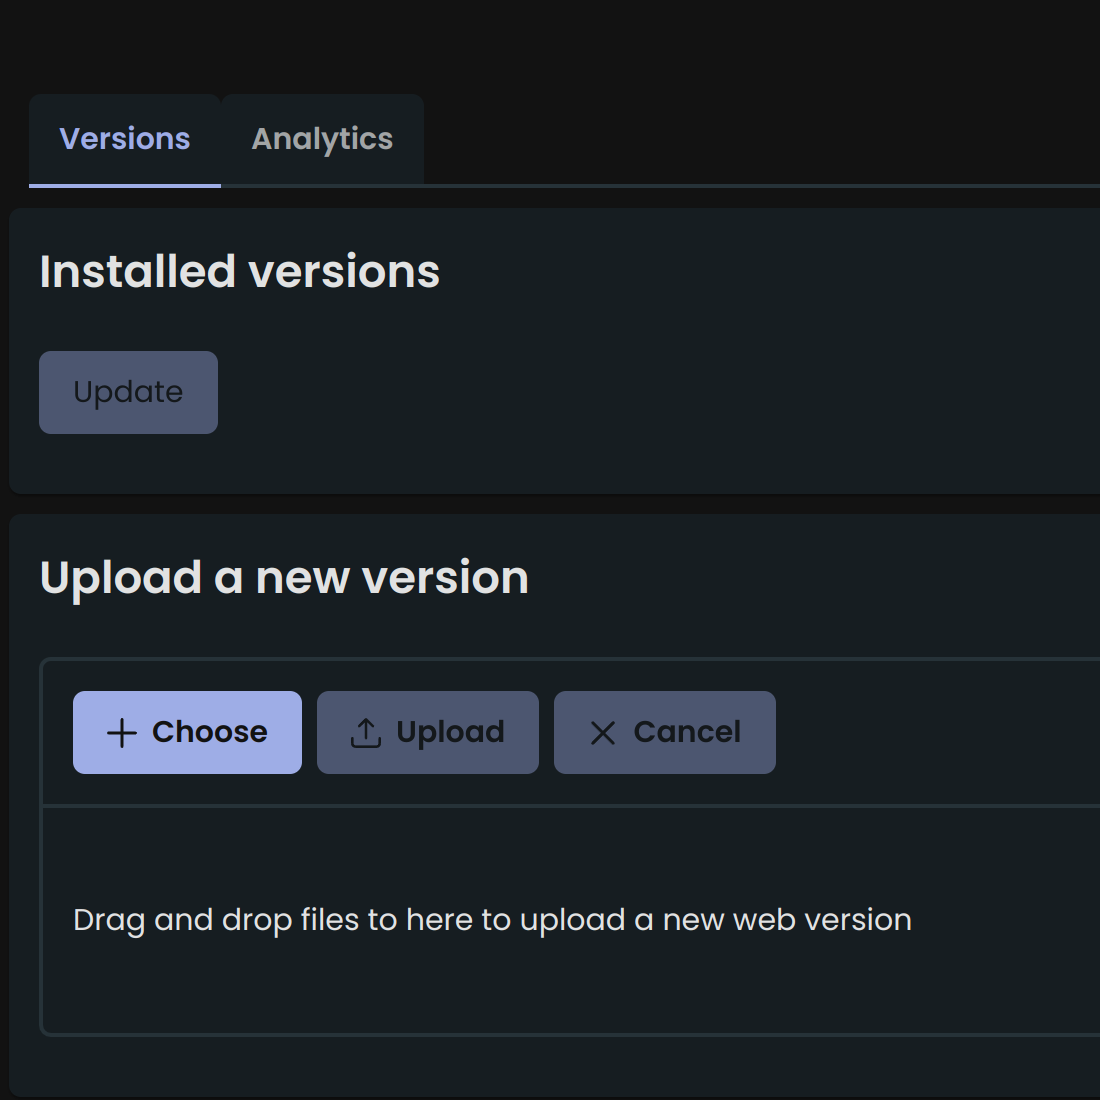 Versions Analytics
Installed versions
Update
Upload a new version
Choose Upload Cancel
Drag and drop files to here to upload a new web version